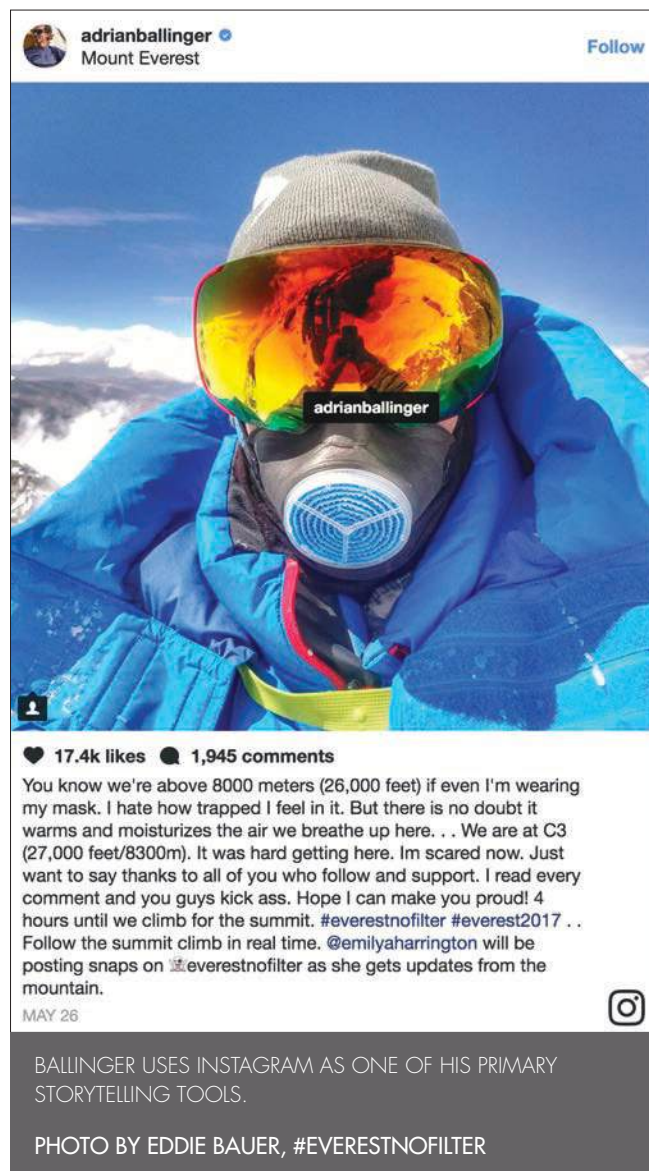 adrianballinger
Mount Everest
Follow
adrianballinger
17.4k likes 1,945 comments
You know we're above 8000 meters (26,000 feet) if even I'm wearing
my mask. I hate how trapped I feel in it. But there is no doubt it
warms and moisturizes the air we breathe up here. . . We are at C3
(27,000 feet/8300m). It was hard getting here. Im scared now. Just
want to say thanks to all of you who follow and support. I read every
comment and you guys kick ass. Hope I can make you proud! 4
hours until we climb for the summit. #everestnofilter #everest2017 . .
Follow the summit climb in real time. @emilyaharrington will be
posting snaps on 👻everestnofilter as she gets updates from the
mountain.
MAY 26
BALLINGER USES INSTAGRAM AS ONE OF HIS PRIMARY
STORYTELLING TOOLS.
PHOTO BY EDDIE BAUER, #EVERESTNOFILTER